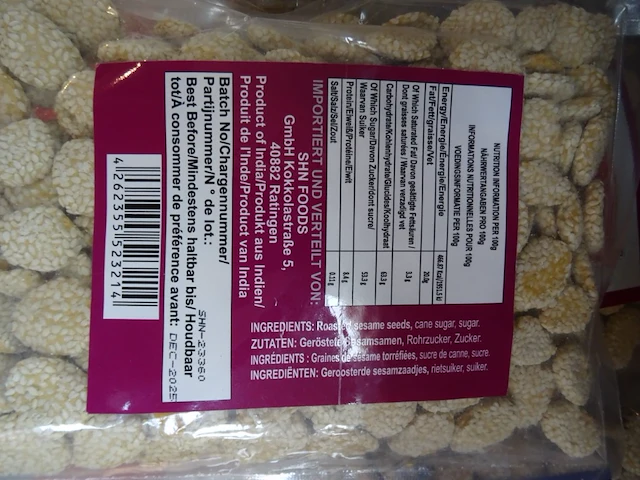 NUTRITION INFORMATION PER 100g
NÄHRWERTANGABEN PRO 100g
INFORMATIONS NUTRITIONNELLES POUR 100g
VOEDINGSINFORMATIE PER 100g
Energy/Energie/Energie/Energie
Fat/Fett/graisse/Vet 20.0g
Of Which Saturated Fat/ Davon gesättigte Fettsäuren /
Dont graisses saturées / Waarvan verzadigd vet 3.3g
Carbohydrate/Kohlenhydrate/Glucides/Koolhydraat 63.3g
Of Which Sugar/Davon Zucker/dont sucre/
Waarvan Suiker 53.3g
Protein/Eiweiß/Protéine/Eiwit 8.4g
Salt/Salz/Sel/Zout
IMPORTIERT UND VERTEILT VON:
SHN FOODS
GmbH Kokkolastraße 5,
40882 Ratingen
Product of India/Produkt aus Indien/
Produit de l'Inde/Product van India
Batch No/Chargennummer/
Partijnummer/N° de lot.: SHN-23360
Best Before/Mindestens haltbar bis/ Houdbaar
tot/À consommer de préférence avant: DEC-2025
INGREDIENTS: Roasted sesame seeds, cane sugar, sugar.
ZUTATEN: Geröstete Sesamsamen, Rohrzucker, Zucker.
INGRÉDIENTS : Graines de sésame torréfiées, sucre de canne, sucre.
INGREDIËNTEN: Geroosterde sesamzaadjes, rietsuiker, suiker.
4 262355 523214